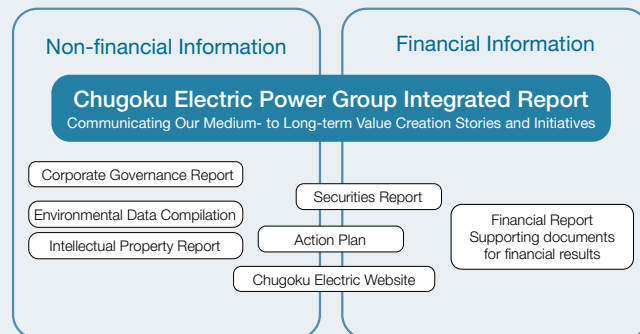 Non-financial Information
Financial Information
Chugoku Electric Power Group Integrated Report
Communicating Our Medium- to Long-term Value Creation Stories and Initiatives
Corporate Governance Report
Environmental Data Compilation
Intellectual Property Report
Securities Report
Action Plan
Chugoku Electric Website
Financial Report
Supporting documents
for financial results